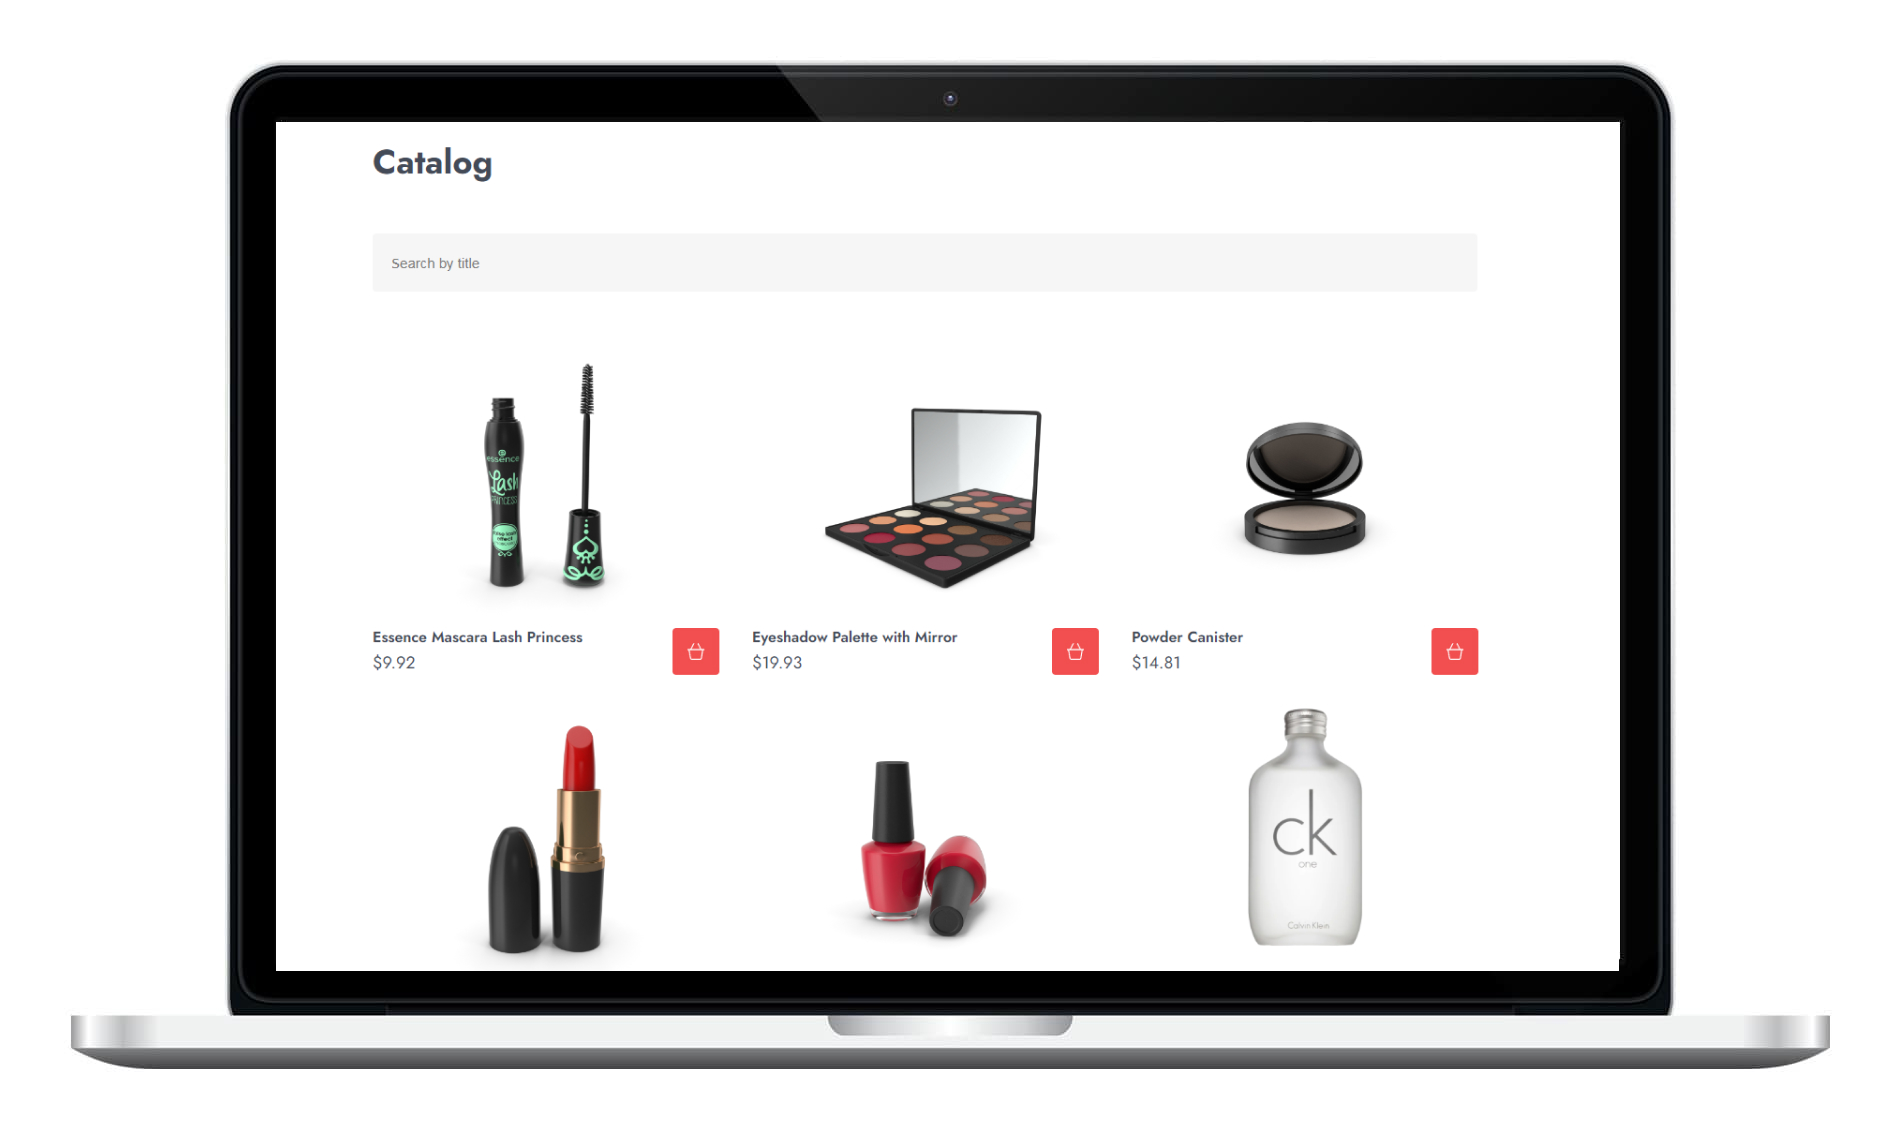 Catalog
Search by title
essence
Lash
PRINCESS
effect
Essence Mascara Lash Princess
$9.92
Eyeshadow Palette with Mirror
$19.93
Powder Canister
$14.81
ck
one
Calvin Klein